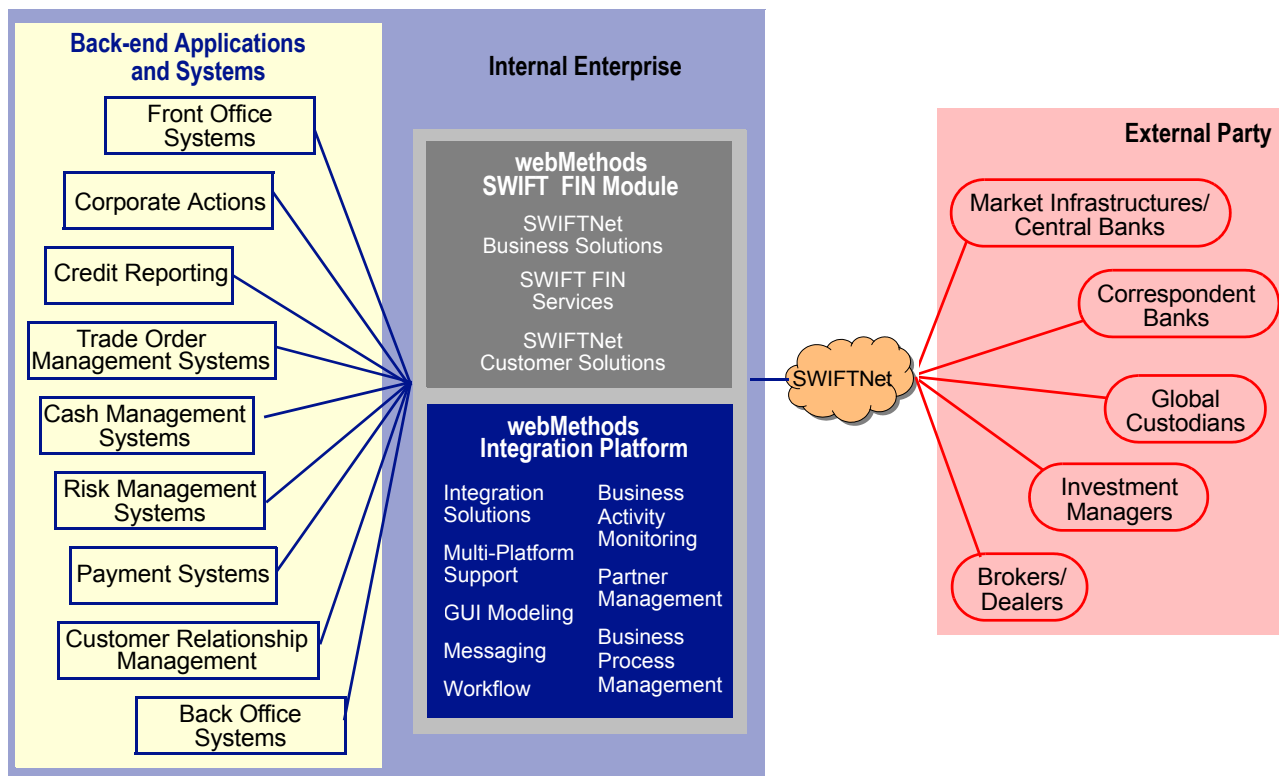 Back-end Applications
and Systems
Front Office
Systems
Corporate Actions
Credit Reporting
Trade Order
Management Systems
Cash Management
Systems
Risk Management
Systems
Payment Systems
Customer Relationship
Management
Back Office
Systems
Internal Enterprise
webMethods
SWIFT FIN Module
SWIFTNet
Business Solutions
SWIFT FIN
Services
SWIFTNet
Customer Solutions
webMethods
Integration Platform
Integration
Solutions
Multi-Platform
Support
GUI Modeling
Messaging
Workflow
Business
Activity
Monitoring
Partner
Management
Business
Process
Management
SWIFTNet
External Party
Market Infrastructures/
Central Banks
Correspondent
Banks
Global
Custodians
Investment
Managers
Brokers/
Dealers